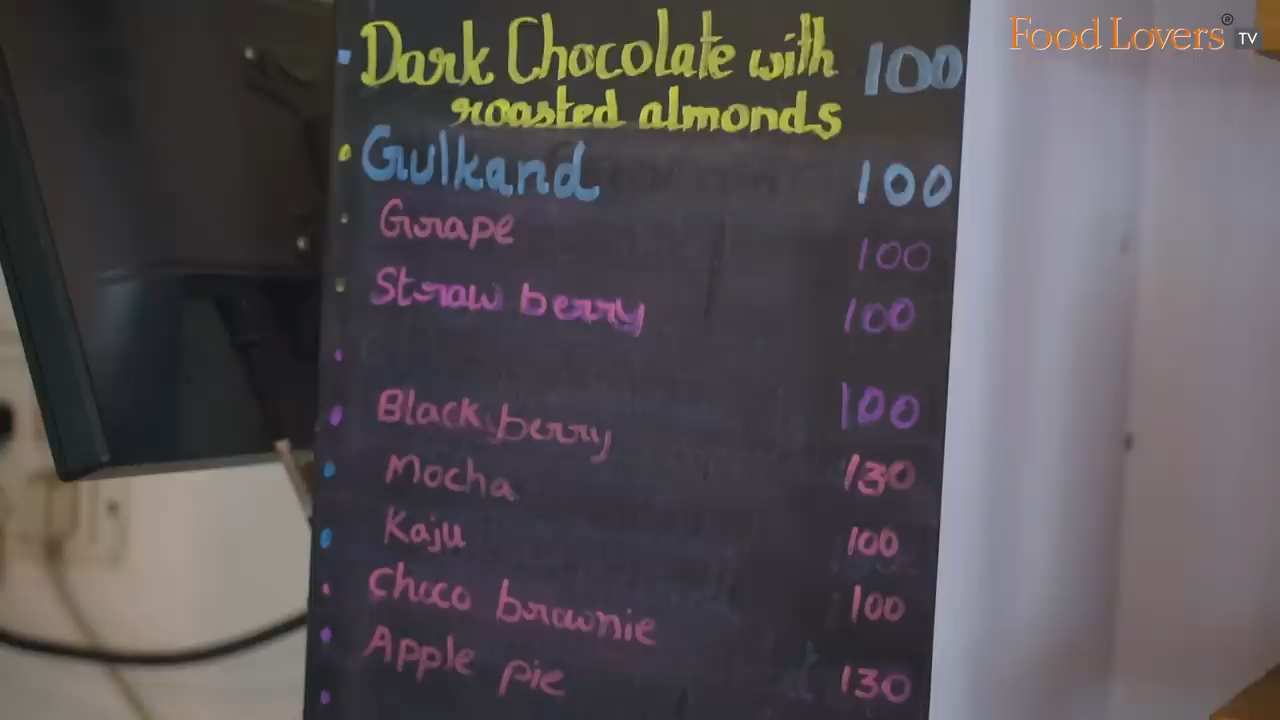 Food Lovers® TV
Dark Chocolate with 100
roasted almonds
Gulkand 100
Grape 100
Straw berry 100
Black berry 100
Mocha 130
Kaju 100
Choco brownie 100
Apple pie 130